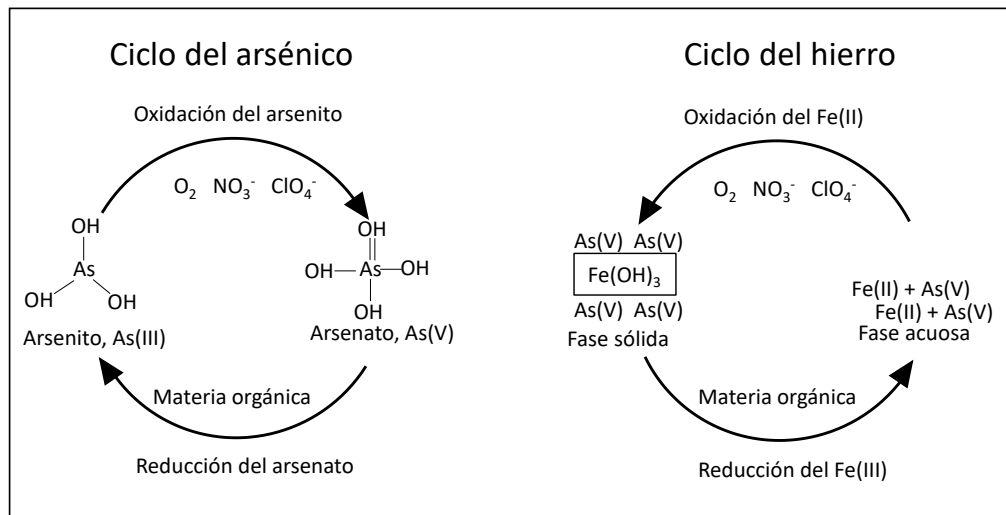 Ciclo del arsénico
Oxidación del arsenito
O₂ NO₃⁻ ClO₄⁻
OH
As
OH
OH
Arsenito, As(III)
OH
OH
As
OH
OH
Arsenato, As(V)
Materia orgánica
Reducción del arsenato
Ciclo del hierro
Oxidación del Fe(II)
O₂ NO₃⁻ ClO₄⁻
As(V) As(V)
Fe(OH)₃
As(V) As(V)
Fase sólida
Fe(II) + As(V)
Fe(II) + As(V)
Fase acuosa
Materia orgánica
Reducción del Fe(III)